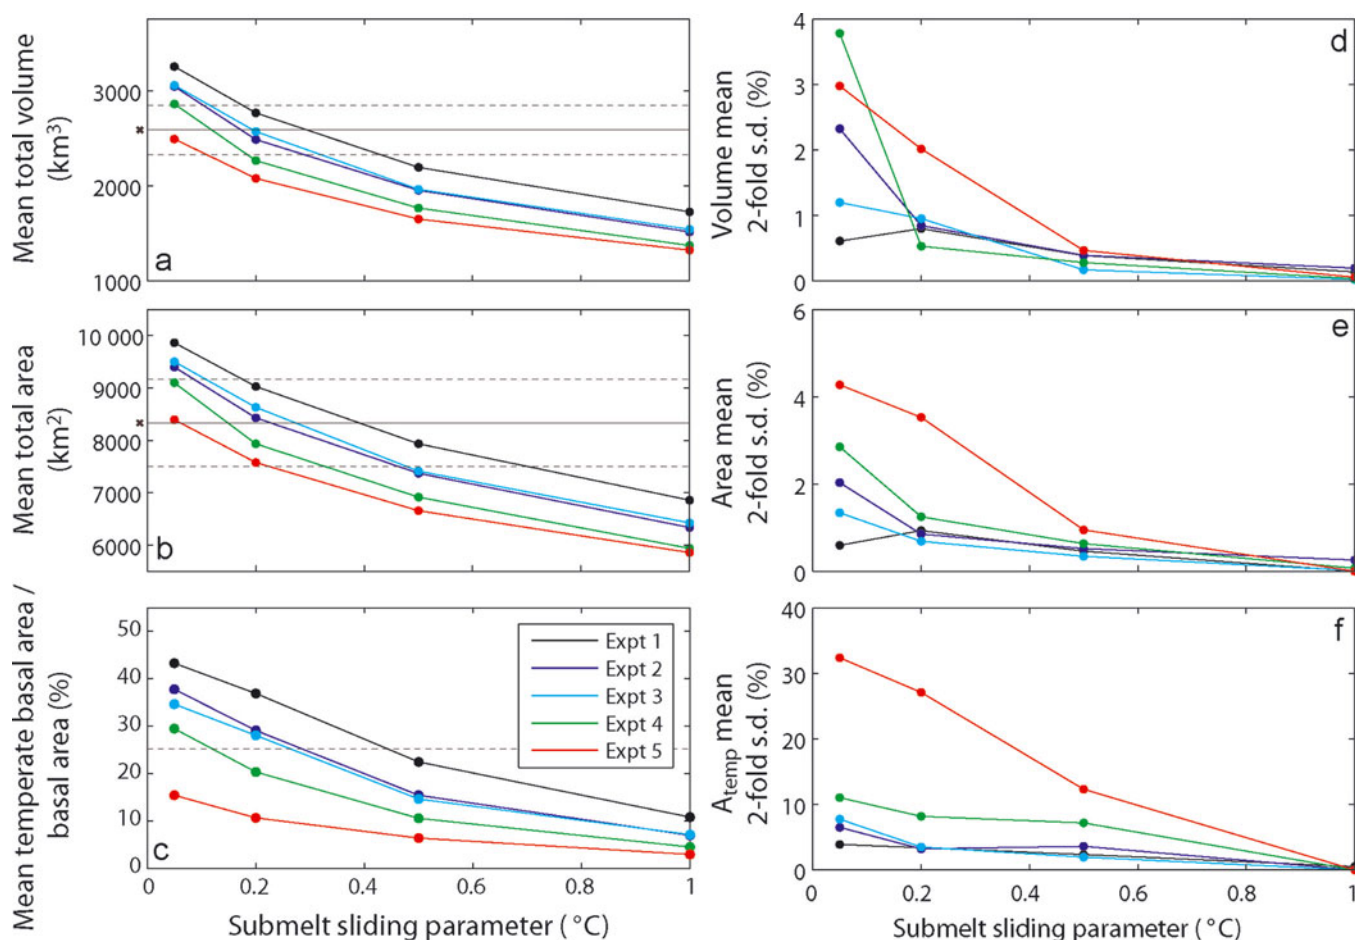 Mean total volume
(km³)
3000
2000
1000
a
Mean total area
(km²)
10 000
9000
8000
7000
6000
b
Mean temperate basal area /
basal area (%)
50
40
30
20
10
0
c
Expt 1
Expt 2
Expt 3
Expt 4
Expt 5
0
0.2
0.4
0.6
0.8
1
Submelt sliding parameter (°C)
Volume mean
2-fold s.d. (%)
4
3
2
1
0
d
Area mean
2-fold s.d. (%)
6
4
2
0
e
Atemp mean
2-fold s.d. (%)
40
30
20
10
0
f
0
0.2
0.4
0.6
0.8
1
Submelt sliding parameter (°C)